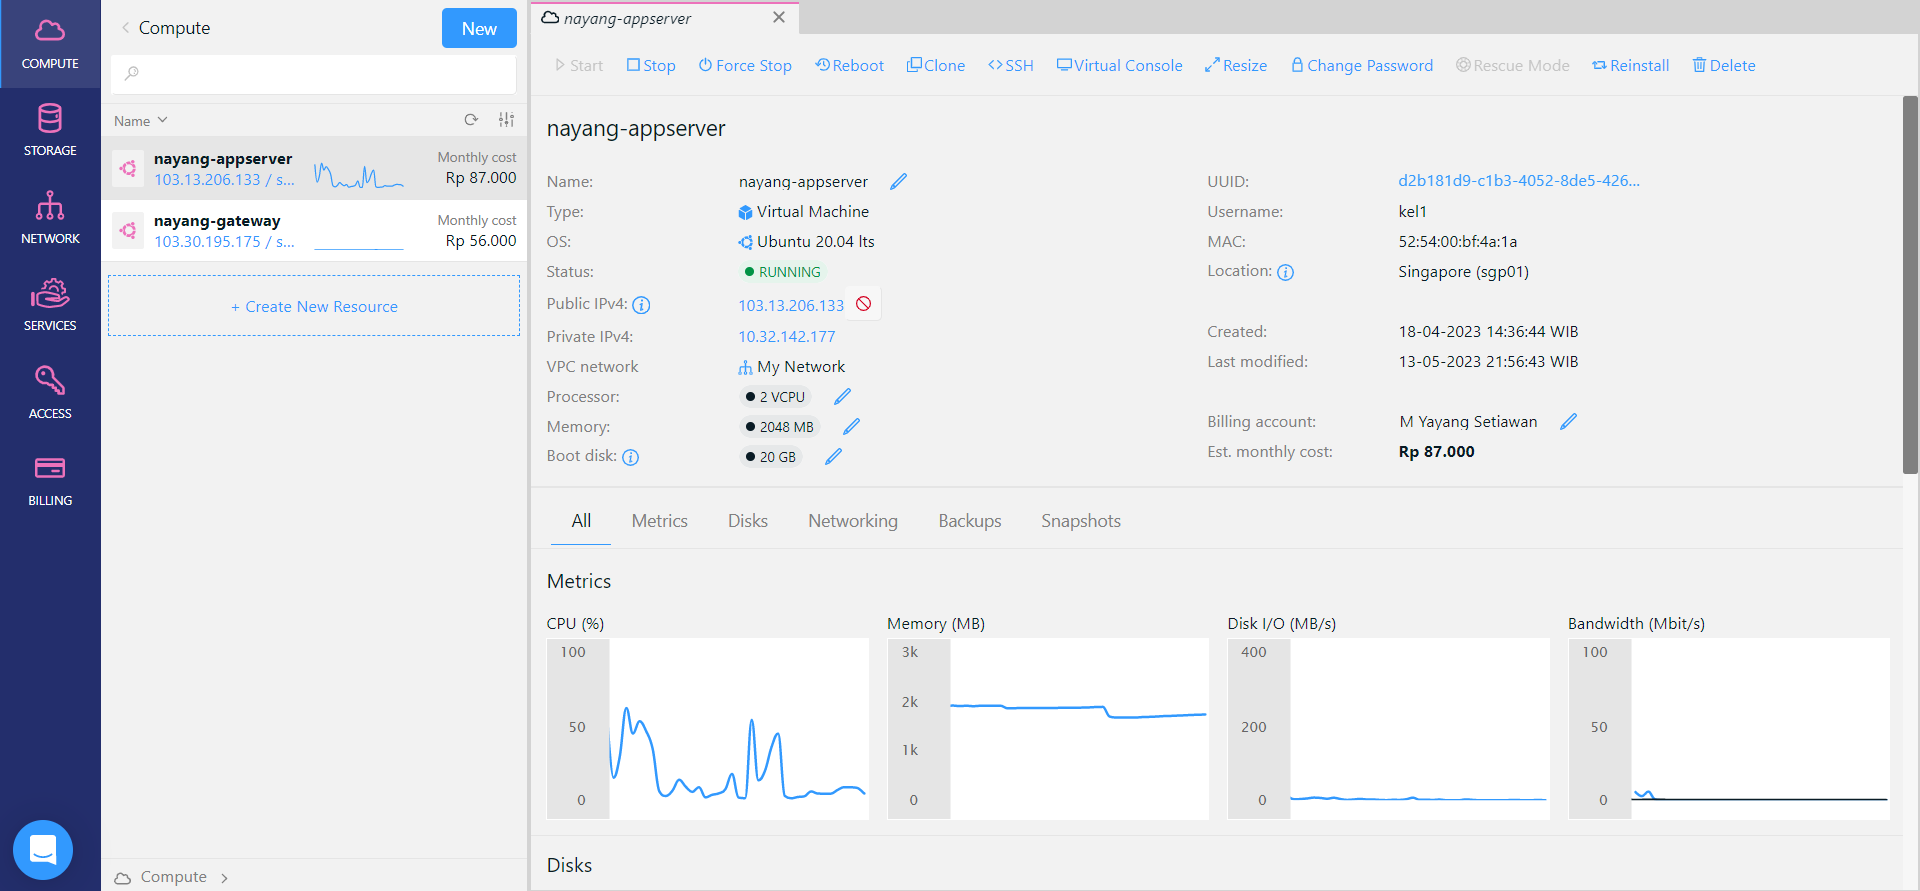 COMPUTE
STORAGE
NETWORK
SERVICES
ACCESS
BILLING
Compute
New
Name
nayang-appserver
103.13.206.133 / s...
Monthly cost
Rp 87.000
nayang-gateway
103.30.195.175 / s...
Monthly cost
Rp 56.000
+ Create New Resource
Compute
nayang-appserver
Start
Stop
Force Stop
Reboot
Clone
SSH
Virtual Console
Resize
Change Password
Rescue Mode
Reinstall
Delete
nayang-appserver
Name: nayang-appserver
Type: Virtual Machine
OS: Ubuntu 20.04 lts
Status: RUNNING
Public IPv4: 103.13.206.133
Private IPv4: 10.32.142.177
VPC network My Network
Processor: 2 VCPU
Memory: 2048 MB
Boot disk: 20 GB
UUID: d2b181d9-c1b3-4052-8de5-426...
Username: kel1
MAC: 52:54:00:bf:4a:1a
Location: Singapore (sgp01)
Created: 18-04-2023 14:36:44 WIB
Last modified: 13-05-2023 21:56:43 WIB
Billing account: M Yayang Setiawan
Est. monthly cost: Rp 87.000
All
Metrics
Disks
Networking
Backups
Snapshots
Metrics
CPU (%)
100
50
0
Memory (MB)
3k
2k
1k
0
Disk I/O (MB/s)
400
200
0
Bandwidth (Mbit/s)
100
50
0
Disks